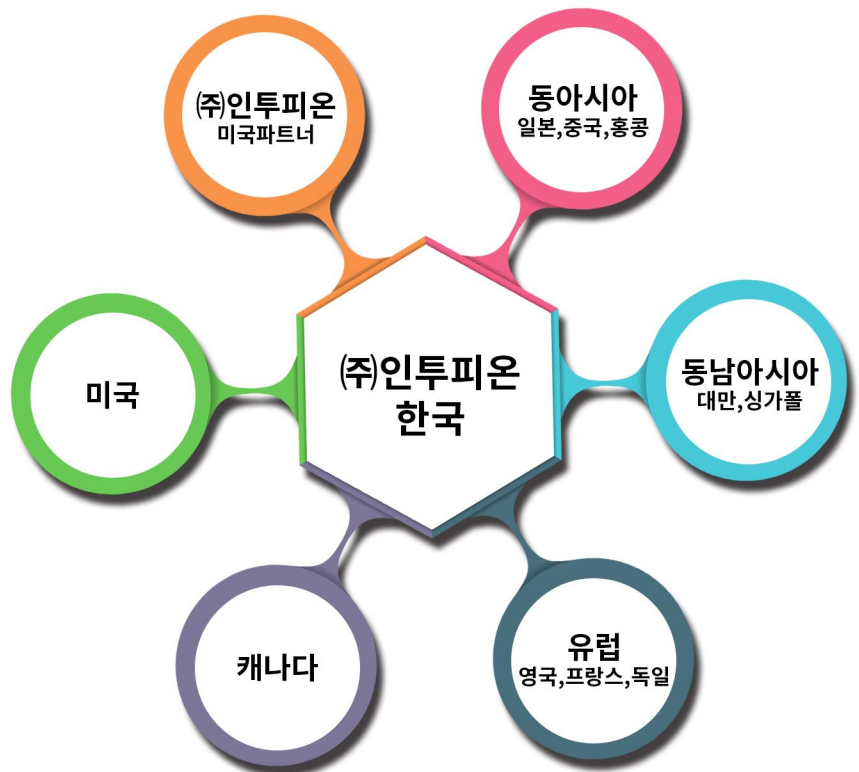 ㈜인투피온
미국파트너
동아시아
일본,중국,홍콩
미국
㈜인투피온
한국
동남아시아
대만,싱가폴
캐나다
유럽
영국,프랑스,독일